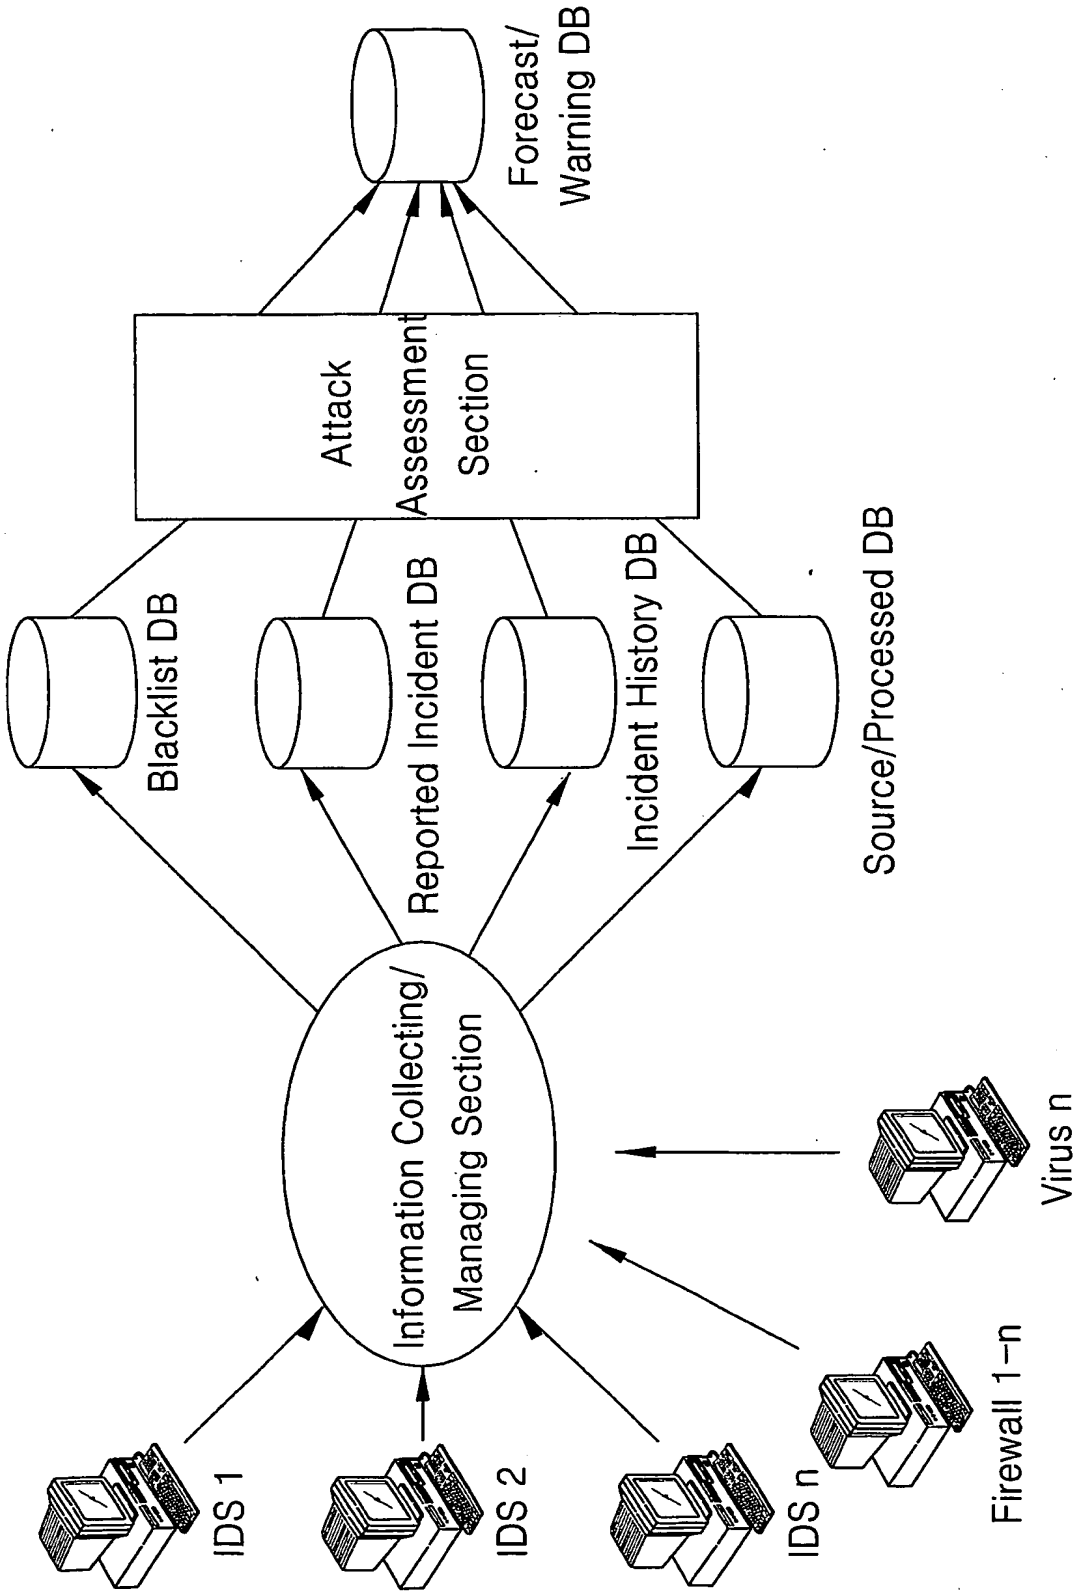 IDS 1
IDS 2
IDS n
Firewall 1-n
Virus n
Information Collecting/
Managing Section
Blacklist DB
Reported Incident DB
Incident History DB
Source/Processed DB
Attack
Assessment
Section
Forecast/
Warning DB